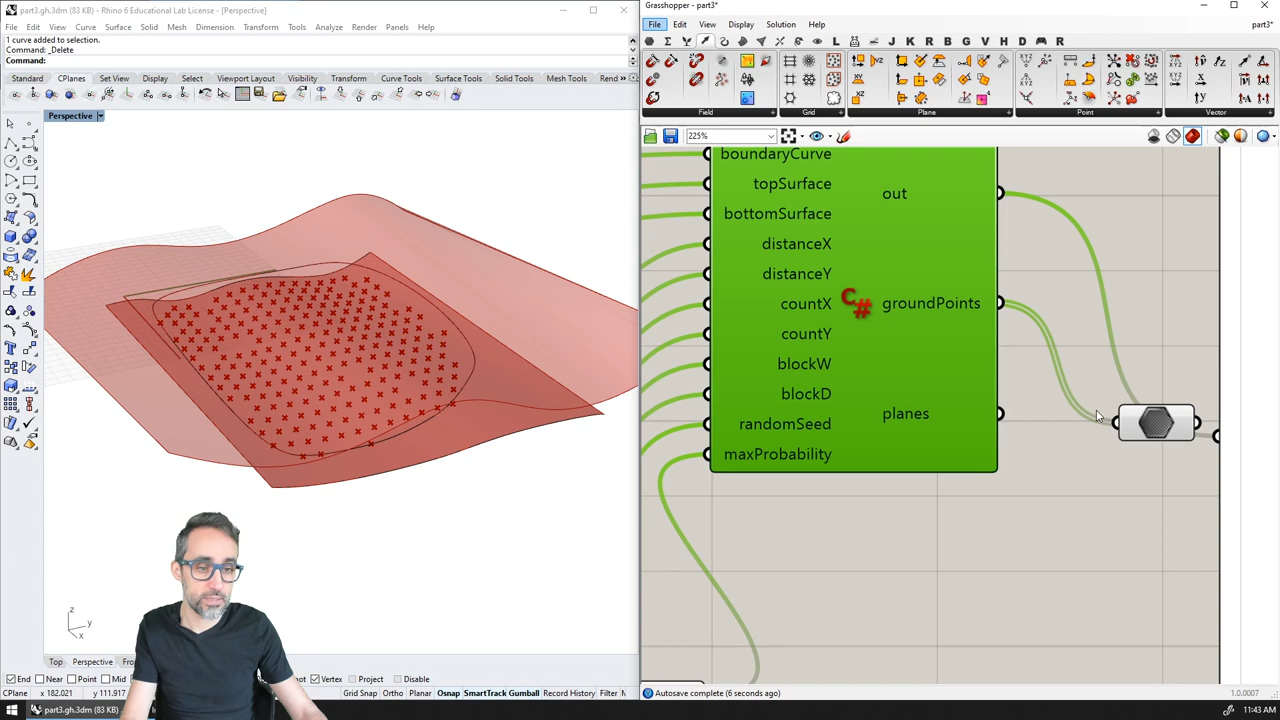 part3.gh.3dm (83 KB) - Rhino 6 Educational Lab License - [Perspective]
File Edit View Curve Surface Solid Mesh Dimension Transform Tools Analyze Render Panels Help
1 curve added to selection.
Command: _Delete
Command:
Standard CPlanes Set View Display Select Viewport Layout Visibility Transform Curve Tools Surface Tools Solid Tools Mesh Tools Rend »
Perspective
z
y
x
Top Perspective
End Near Point Mid Vertex Project Disable
CPlane x 182.021 y 111.917 Grid Snap Ortho Planar Osnap SmartTrack Gumball Record History Filter
part3.gh.3dm (83 KB)
Grasshopper - part3*
File Edit View Display Solution Help part3*
J K R B G V H D R
Field Grid Plane Point Vector
225%
boundaryCurve
topSurface
bottomSurface
distanceX
distanceY
countX
countY
blockW
blockD
randomSeed
maxProbability
C#
out
groundPoints
planes
Autosave complete (6 seconds ago) 1.0.0007
11:43 AM